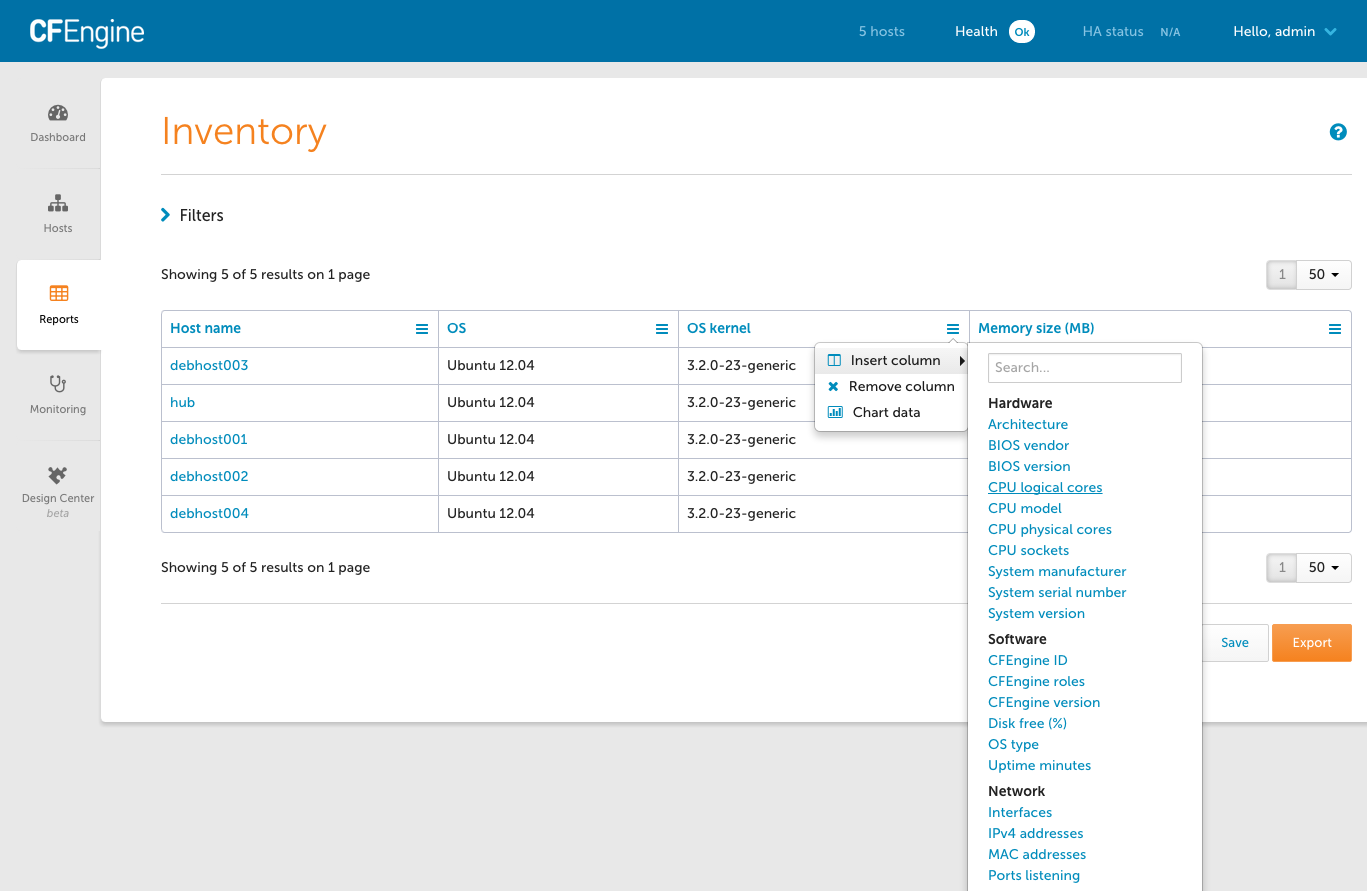 CFEngine
5 hosts
Health Ok
HA status N/A
Hello, admin
Dashboard
Hosts
Reports
Monitoring
Design Center
beta
Inventory
?
Filters
Showing 5 of 5 results on 1 page
1 50
Host name OS OS kernel Memory size (MB)
debhost003 Ubuntu 12.04 3.2.0-23-generic
hub Ubuntu 12.04 3.2.0-23-generic
debhost001 Ubuntu 12.04 3.2.0-23-generic
debhost002 Ubuntu 12.04 3.2.0-23-generic
debhost004 Ubuntu 12.04 3.2.0-23-generic
Insert column
Remove column
Chart data
Search...
Hardware
Architecture
BIOS vendor
BIOS version
CPU logical cores
CPU model
CPU physical cores
CPU sockets
System manufacturer
System serial number
System version
Software
CFEngine ID
CFEngine roles
CFEngine version
Disk free (%)
OS type
Uptime minutes
Network
Interfaces
IPv4 addresses
MAC addresses
Ports listening
Showing 5 of 5 results on 1 page
1 50
Save
Export